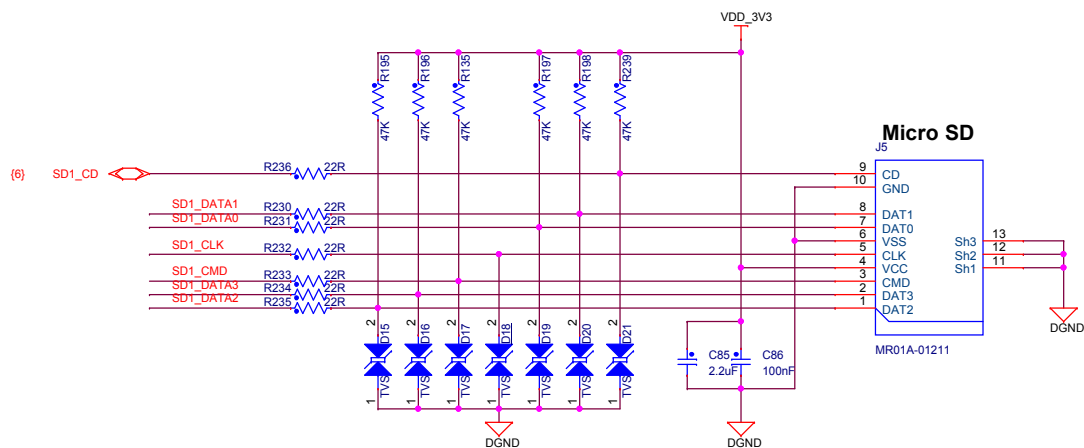 VDD_3V3
R195
R196
R135
R197
R198
R239
47K
47K
47K
47K
47K
47K
Micro SD
J5
{6}
SD1_CD
R236
22R
9
CD
10
GND
SD1_DATA1
R230
22R
8
DAT1
SD1_DATA0
R231
22R
7
DAT0
6
VSS
Sh3
13
SD1_CLK
R232
22R
5
CLK
Sh2
12
4
VCC
Sh1
11
SD1_CMD
R233
22R
3
CMD
SD1_DATA3
R234
22R
2
DAT3
SD1_DATA2
R235
22R
1
DAT2
DGND
2
D15
2
D16
2
D17
2
D18
2
D19
2
D20
2
D21
MR01A-01211
C85
2.2uF
C86
100nF
1
TVS
1
TVS
1
TVS
1
TVS
1
TVS
1
TVS
1
TVS
DGND
DGND